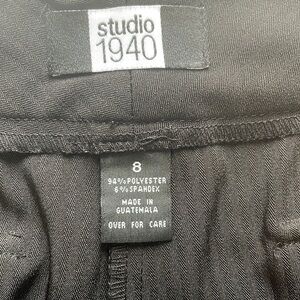 studio
1940
8
94% POLYESTER
6% SPANDEX
MADE IN
GUATEMALA
OVER FOR CARE